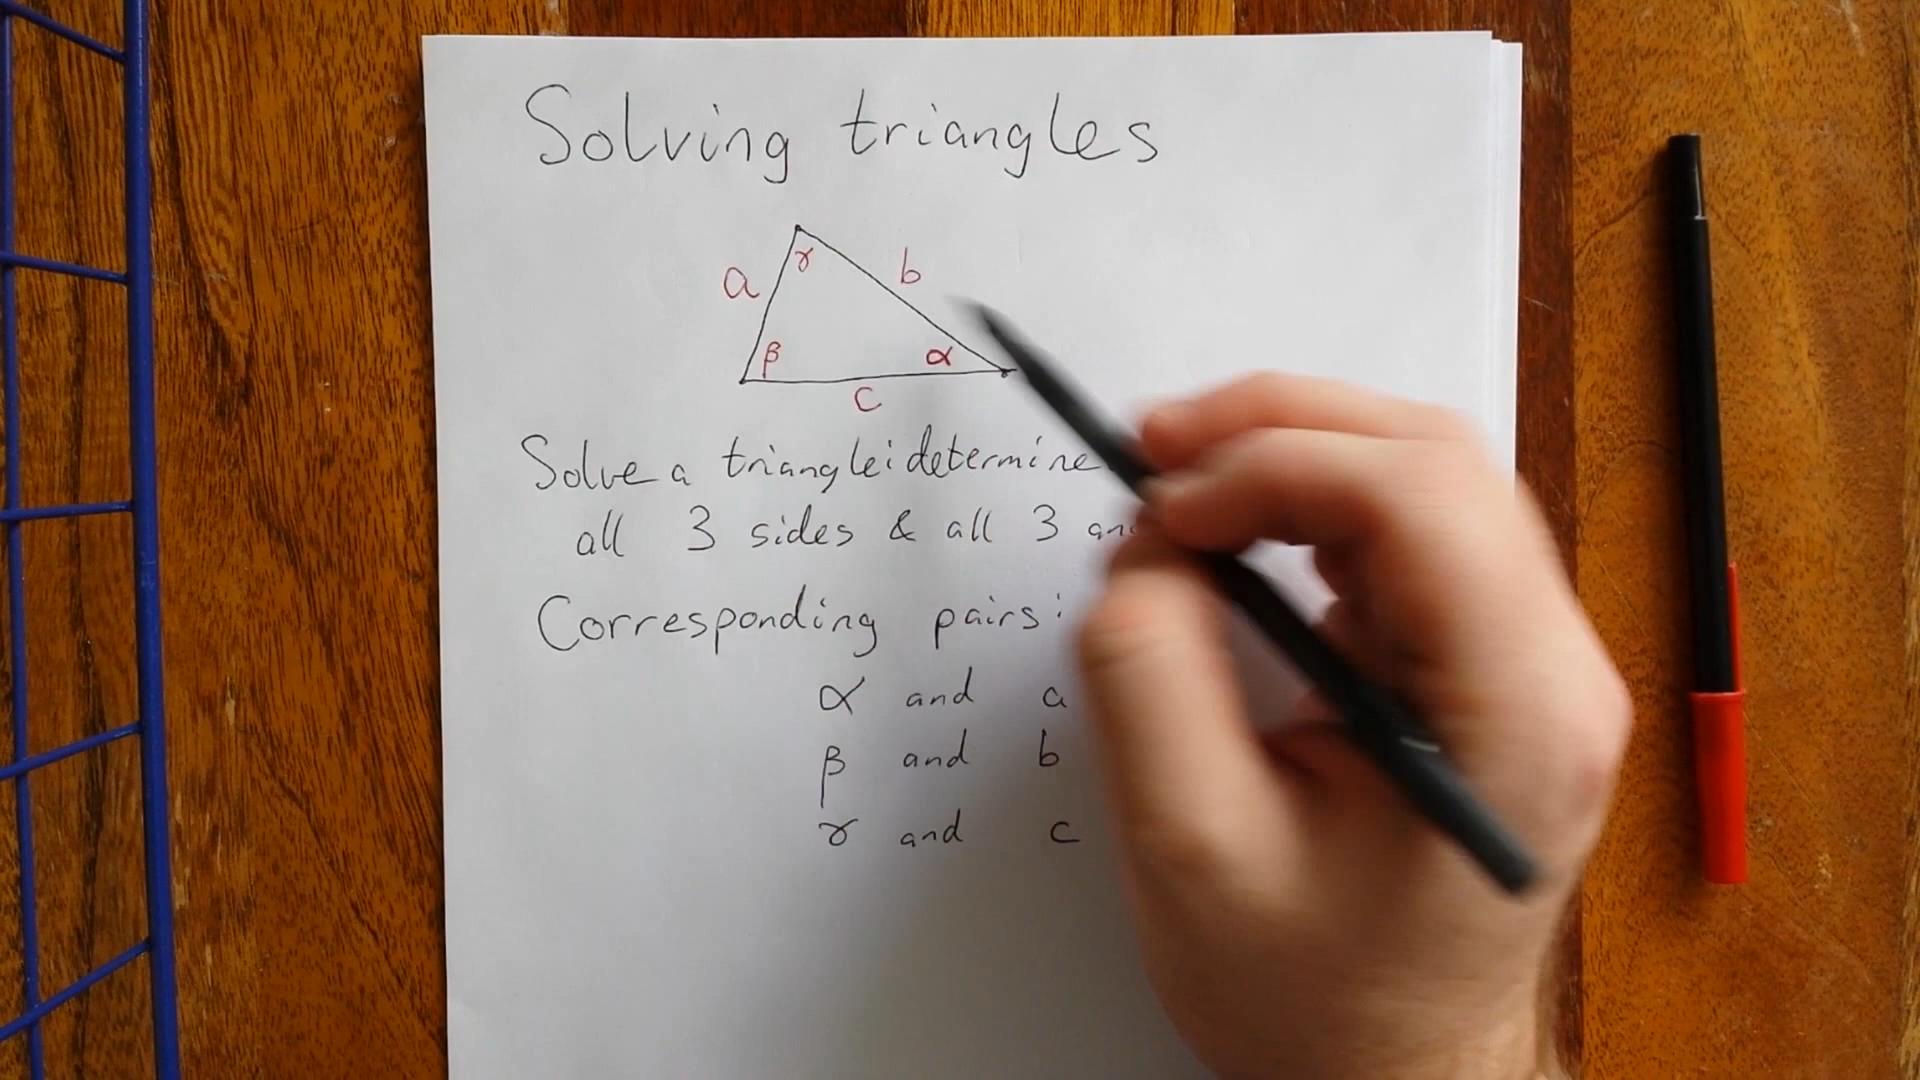 Solving triangles
γ
a
b
β
α
c
Solve a triangle: determine
all 3 sides & all 3
Corresponding pairs:
α and a
β and b
γ and c